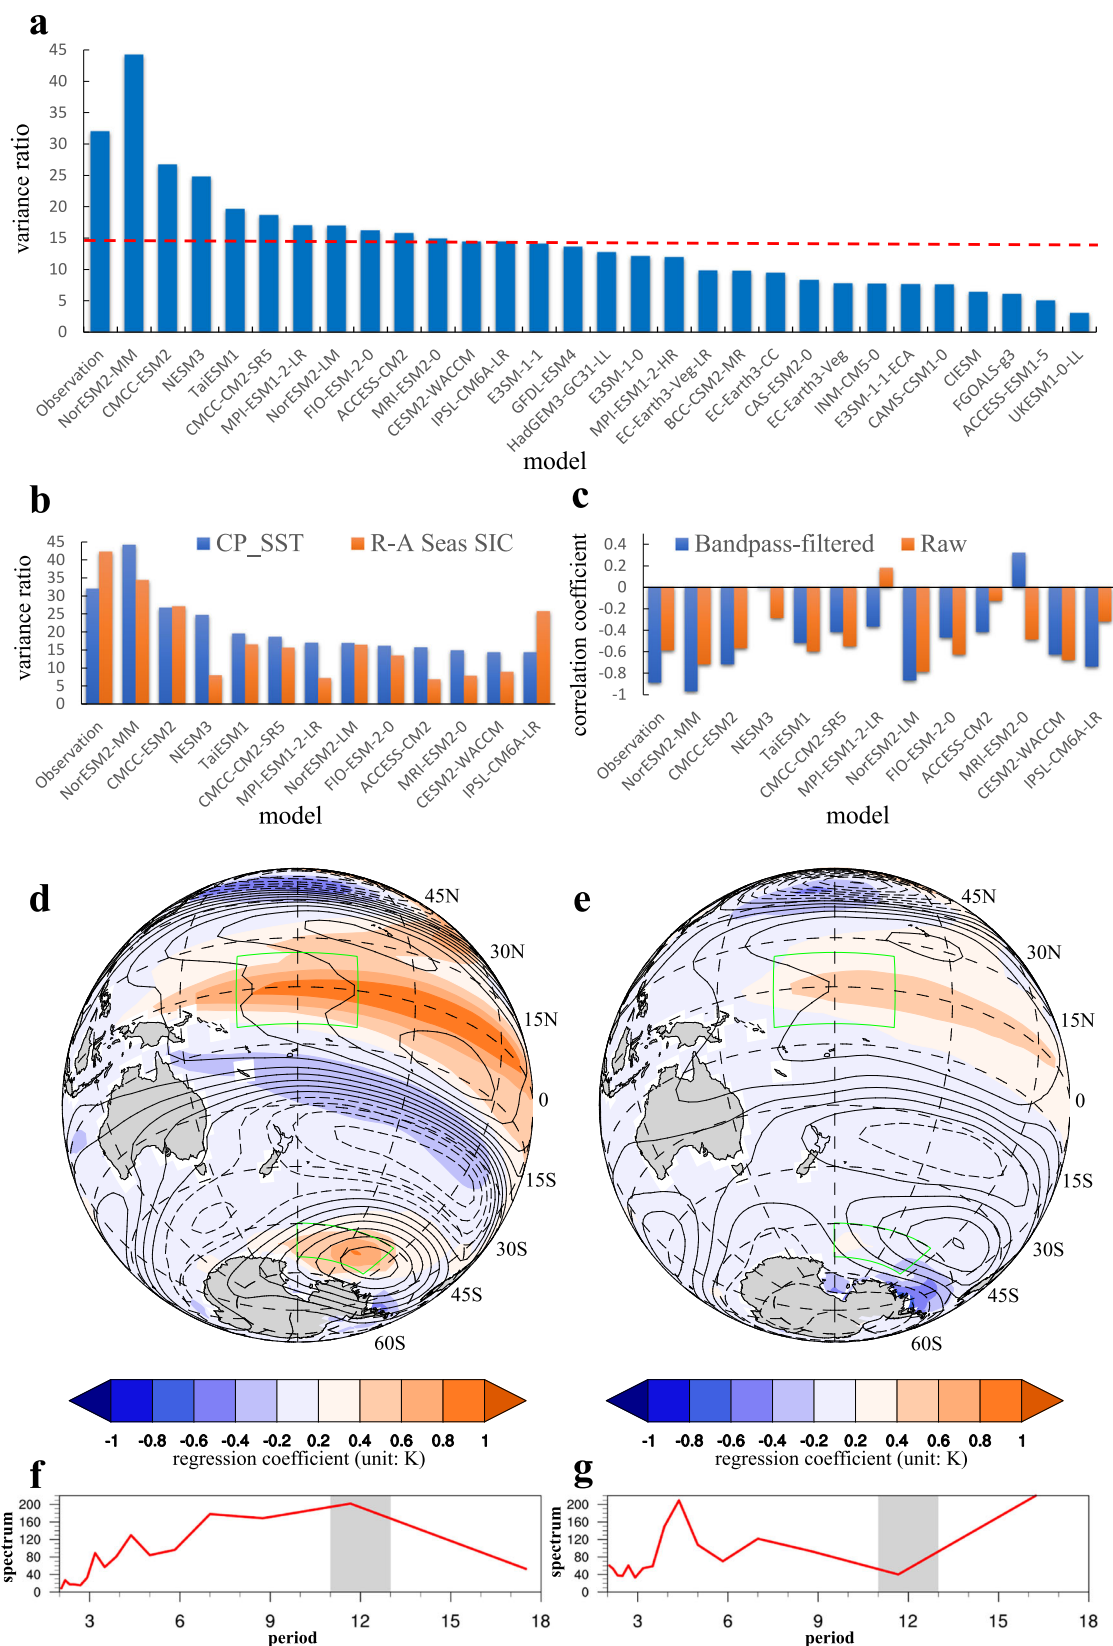 a
variance ratio
45
40
35
30
25
20
15
10
5
0
Observation
NorESM2-MM
CMCC-ESM2
NESM3
TaiESM1
CMCC-CM2-SR5
MPI-ESM1-2-LR
NorESM2-LM
FIO-ESM-2-0
ACCESS-CM2
MRI-ESM2-0
CESM2-WACCM
IPSL-CM6A-LR
E3SM-1-1
GFDL-ESM4
HadGEM3-GC31-LL
E3SM-1-0
MPI-ESM1-2-HR
EC-Earth3-Veg-LR
BCC-CSM2-MR
EC-Earth3-CC
CAS-ESM2-0
EC-Earth3-Veg
INM-CM5-0
E3SM-1-1-ECA
CAMS-CSM1-0
CIESM
FGOALS-g3
ACCESS-ESM1-5
UKESM1-0-LL
model
b
variance ratio
45
40
35
30
25
20
15
10
5
0
CP_SST
R-A Seas SIC
Observation
NorESM2-MM
CMCC-ESM2
NESM3
TaiESM1
CMCC-CM2-SR5
MPI-ESM1-2-LR
NorESM2-LM
FIO-ESM-2-0
ACCESS-CM2
MRI-ESM2-0
CESM2-WACCM
IPSL-CM6A-LR
model
c
correlation coefficient
0.4
0.2
0
-0.2
-0.4
-0.6
-0.8
-1
Bandpass-filtered
Raw
Observation
NorESM2-MM
CMCC-ESM2
NESM3
TaiESM1
CMCC-CM2-SR5
MPI-ESM1-2-LR
NorESM2-LM
FIO-ESM-2-0
ACCESS-CM2
MRI-ESM2-0
CESM2-WACCM
IPSL-CM6A-LR
model
d
45N
30N
15N
0
15S
30S
45S
60S
-1 -0.8 -0.6 -0.4 -0.2 0.2 0.4 0.6 0.8 1
regression coefficient (unit: K)
e
45N
30N
15N
0
15S
30S
45S
60S
-1 -0.8 -0.6 -0.4 -0.2 0.2 0.4 0.6 0.8 1
regression coefficient (unit: K)
f
spectrum
200
160
120
80
40
0
3 6 9 12 15 18
period
g
spectrum
200
160
120
80
40
0
3 6 9 12 15 18
period